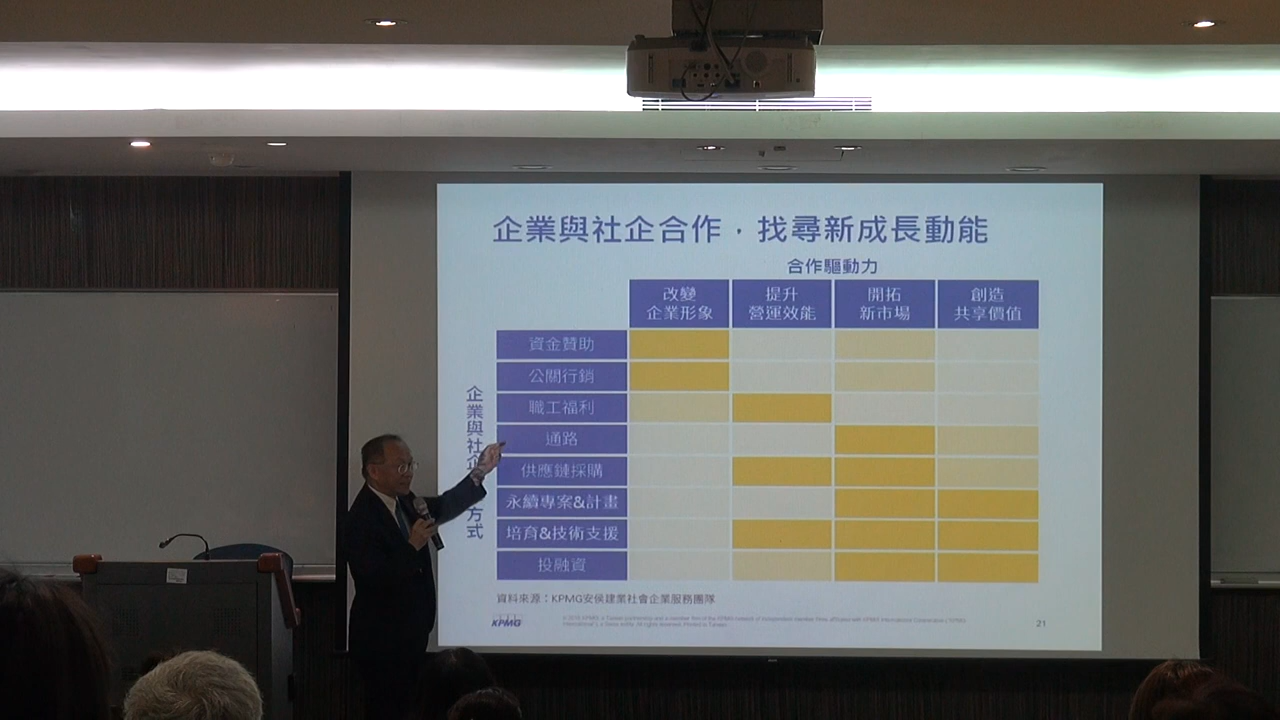 企業與社企合作，找尋新成長動能
合作驅動力
改變
企業形象
提升
營運效能
開拓
新市場
創造
共享價值
企業與社企 方式
資金贊助
公關行銷
職工福利
通路
供應鏈採購
永續專案&計畫
培育&技術支援
投融資
資料來源：KPMG安侯建業社會企業服務團隊
KPMG
21